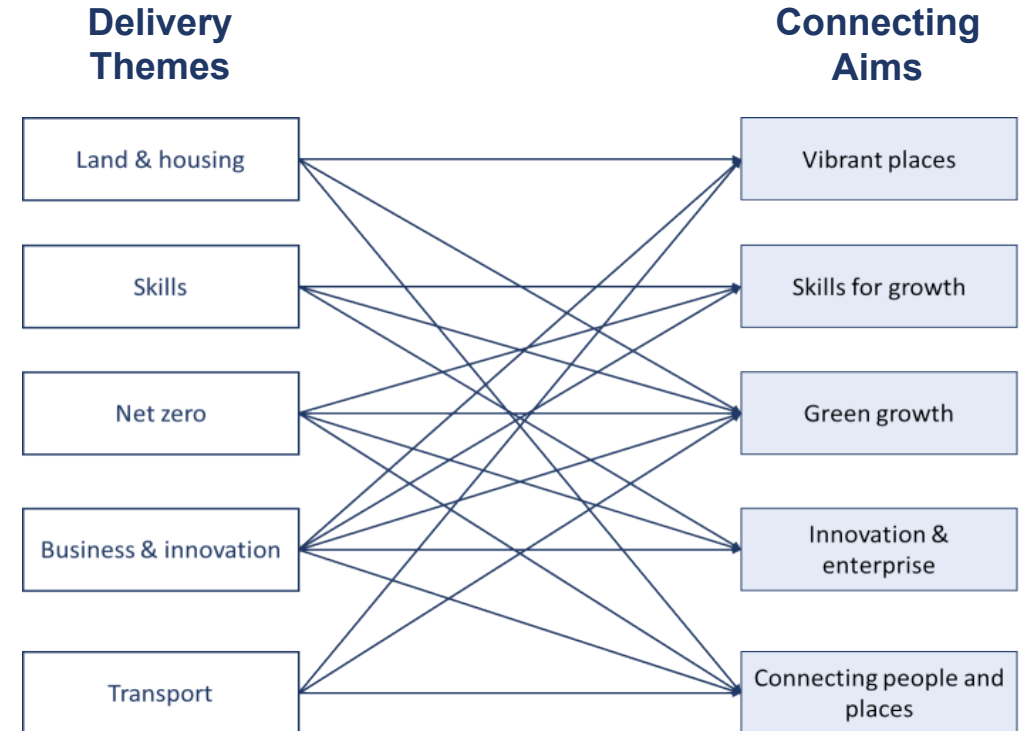 Delivery
Themes
Connecting
Aims
Land & housing
Vibrant places
Skills
Skills for growth
Net zero
Green growth
Business & innovation
Innovation &
enterprise
Transport
Connecting people and
places